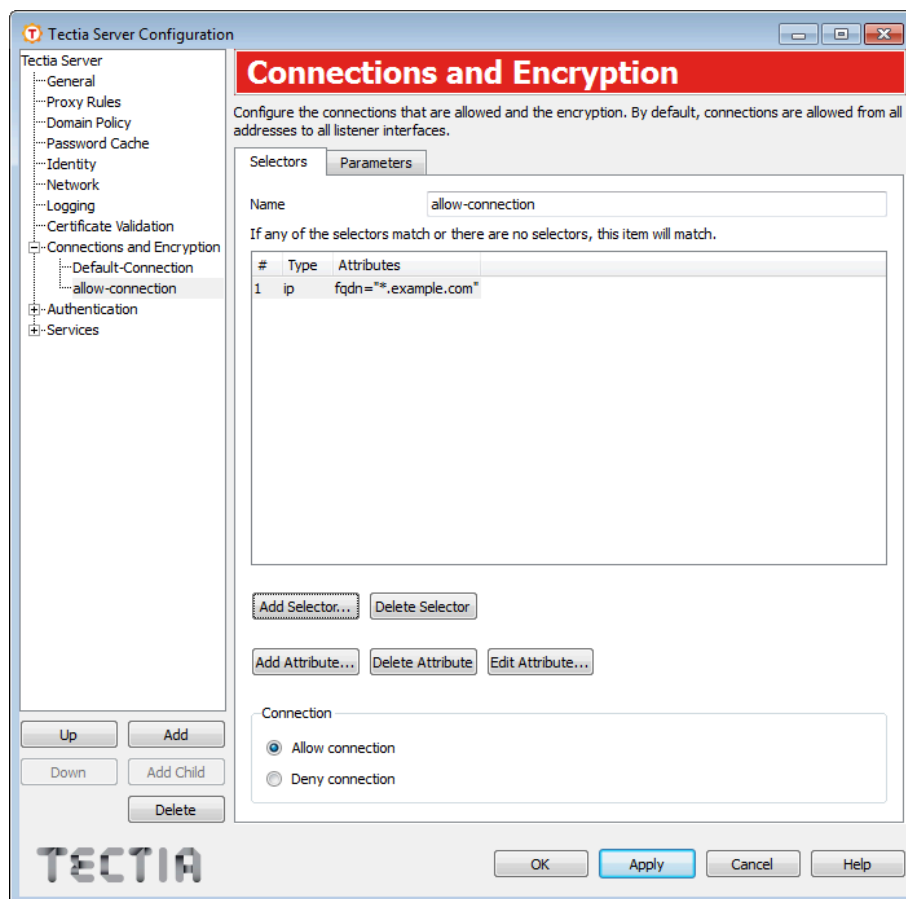 Tectia Server Configuration
Tectia Server
General
Proxy Rules
Domain Policy
Password Cache
Identity
Network
Logging
Certificate Validation
Connections and Encryption
Default-Connection
allow-connection
Authentication
Services
Up
Add
Down
Add Child
Delete
Connections and Encryption
Configure the connections that are allowed and the encryption. By default, connections are allowed from all
addresses to all listener interfaces.
Selectors
Parameters
Name
allow-connection
If any of the selectors match or there are no selectors, this item will match.
# Type Attributes
1 ip fqdn="*.example.com"
Add Selector...
Delete Selector
Add Attribute...
Delete Attribute
Edit Attribute...
Connection
Allow connection
Deny connection
TECTIA
OK
Apply
Cancel
Help